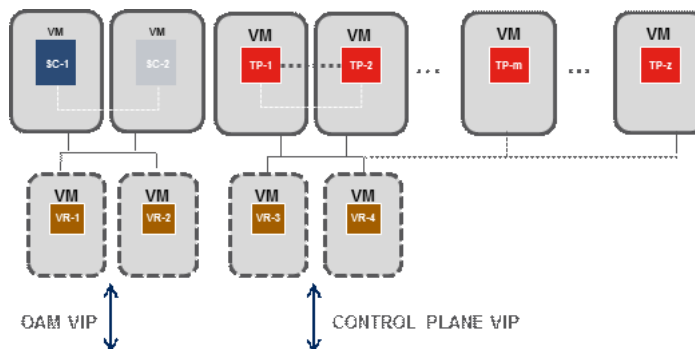 VM VM VM VM VM VM
SC-1 SC-2 TP-1 TP-2 ... TP-m ... TP-z
VM VM VM VM
VR-1 VR-2 VR-3 VR-4
OAM VIP CONTROL PLANE VIP